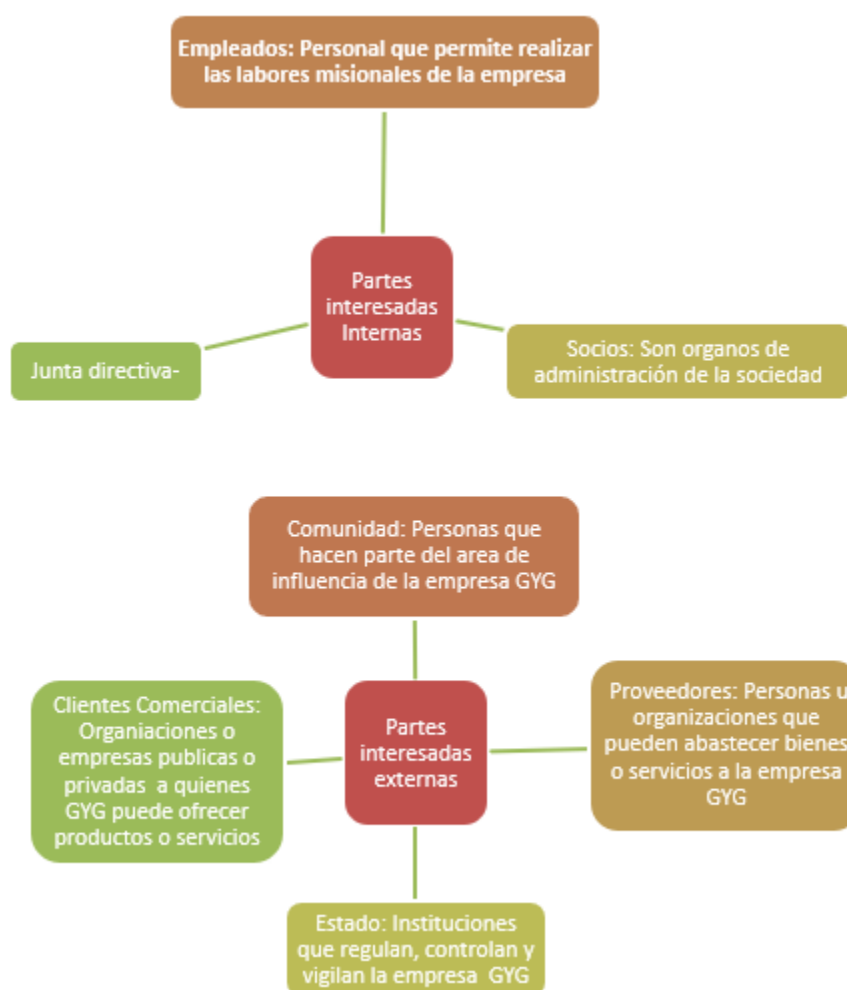 Empleados: Personal que permite realizar
las labores misionales de la empresa
Partes
interesadas
Internas
Junta directiva-
Socios: Son organos de
administración de la sociedad
Comunidad: Personas que
hacen parte del area de
influencia de la empresa GYG
Clientes Comerciales:
Organiaciones o
empresas publicas o
privadas a quienes
GYG puede ofrecer
productos o servicios
Partes
interesadas
externas
Proveedores: Personas u
organizaciones que
pueden abastecer bienes
o servicios a la empresa
GYG
Estado: Instituciones
que regulan, controlan y
vigilan la empresa GYG